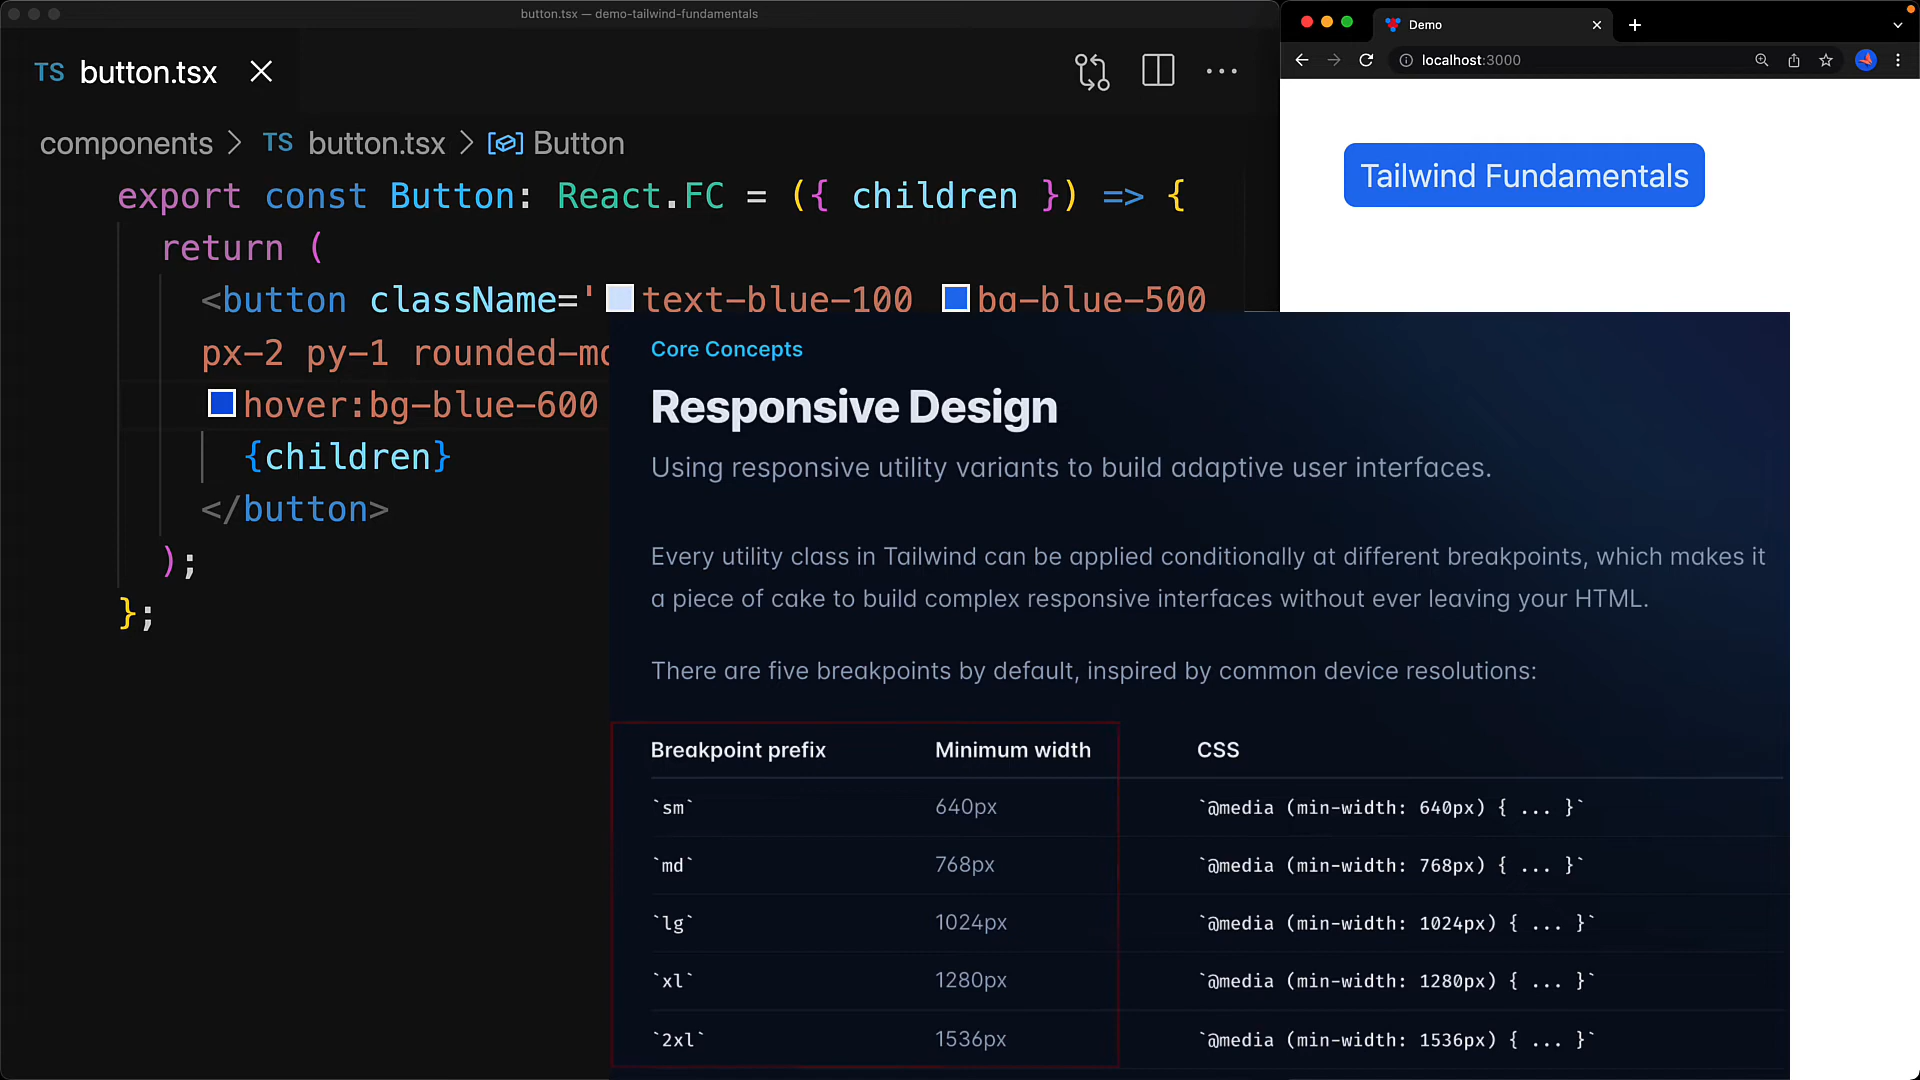 button.tsx — demo-tailwind-fundamentals
TS button.tsx
components > TS button.tsx > Button
export const Button: React.FC = ({ children }) => {
return (
<button className='text-blue-100 bg-blue-500
px-2 py-1 rounded-md
hover:bg-blue-600
{children}
</button>
);
};
Demo
localhost:3000
Tailwind Fundamentals
Core Concepts
Responsive Design
Using responsive utility variants to build adaptive user interfaces.
Every utility class in Tailwind can be applied conditionally at different breakpoints, which makes it
a piece of cake to build complex responsive interfaces without ever leaving your HTML.
There are five breakpoints by default, inspired by common device resolutions:
Breakpoint prefix Minimum width CSS
`sm` 640px `@media (min-width: 640px) { ... }`
`md` 768px `@media (min-width: 768px) { ... }`
`lg` 1024px `@media (min-width: 1024px) { ... }`
`xl` 1280px `@media (min-width: 1280px) { ... }`
`2xl` 1536px `@media (min-width: 1536px) { ... }`